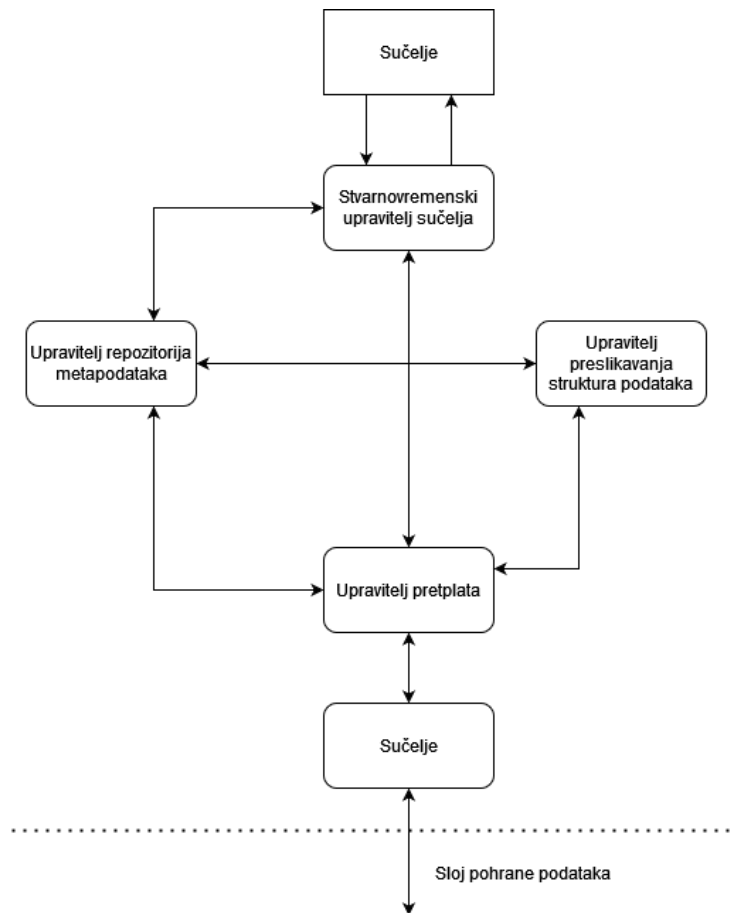 Sučelje
Stvarnovremenski
upravitelj sučelja
Upravitelj repozitorija
metapodataka
Upravitelj
preslikavanja
struktura podataka
Upravitelj pretplata
Sučelje
Sloj pohrane podataka